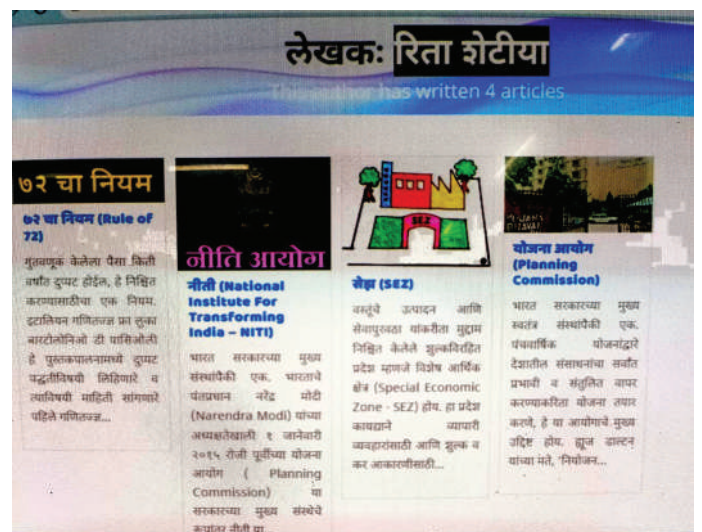 लेखक: रिता शेटीया
This author has written 4 articles
७२ चा नियम
७२ चा नियम (Rule of
72)
गुंतवणूक केलेला पैसा किती
वर्षात दुप्पट होईल, हे निश्चित
करण्यासाठीचा एक नियम.
इटालियन गणितज्ज्ञ फ्रा लुका
बारटोलोनिओ डी पासिओली
हे पुस्तकपालनामध्ये दुप्पट
पद्धतीविषयी लिहिणारे व
त्याविषयी माहिती सांगणारे
पहिले गणितज्ज्ञ...
नीति आयोग
नीती (National
Institute For
Transforming
India – NITI)
भारत सरकारच्या मुख्य
संस्थांपैकी एक. भारताचे
पंतप्रधान नरेंद्र मोदी
(Narendra Modi) यांच्या
अध्यक्षतेखाली १ जानेवारी
२०१५ रोजी पूर्वीच्या योजना
आयोग ( Planning
Commission) या
सरकारच्या मुख्य संस्थेचे
रूपांतर नीती या
SEZ
सेझ (SEZ)
वस्तूंचे उत्पादन आणि
सेवापुरवठा यांकरीता मुद्दाम
निश्चित केलेले शुल्कविरहित
प्रदेश म्हणजे विशेष आर्थिक
क्षेत्र (Special Economic
Zone - SEZ) होय. हा प्रदेश
कायद्याने व्यापारी
व्यवहारांसाठी आणि शुल्क व
कर आकारणीसाठी...
योजना आयोग
(Planning
Commission)
भारत सरकारच्या मुख्य
स्वतंत्र संस्थांपैकी एक.
पंचवार्षिक योजनांद्वारे
देशातील संसाधनांचा सर्वांत
प्रभावी व संतुलित वापर
करण्याकरिता योजना तयार
करणे, हे या आयोगाचे मुख्य
उद्दिष्ट होय. ह्यूज डाल्टन
यांच्या मते, 'नियोजन...